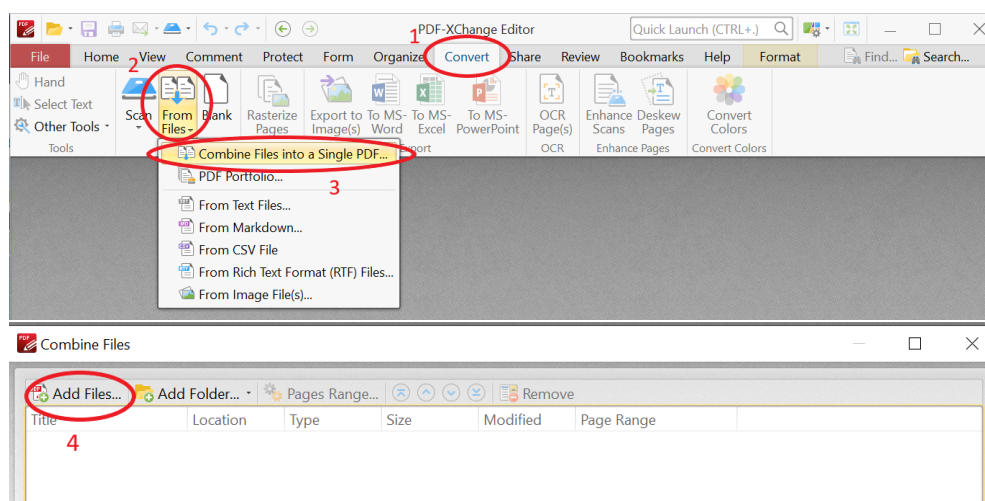 PDF-XChange Editor
Quick Launch (CTRL+.)
1
File Home View Comment Protect Form Organize Convert Share Review Bookmarks Help Format Find... Search...
2
Hand
Select Text
Other Tools
Tools
Scan
From Files
Blank
Rasterize Pages
Export to Image(s)
To MS-Word
To MS-Excel
To MS-PowerPoint
Export
OCR Page(s)
OCR
Enhance Scans
Deskew Pages
Enhance Pages
Convert Colors
Convert Colors
Combine Files into a Single PDF...
PDF Portfolio...
3
From Text Files...
From Markdown...
From CSV File
From Rich Text Format (RTF) Files...
From Image File(s)...
Combine Files
Add Files... Add Folder... Pages Range... Remove
Title Location Type Size Modified Page Range
4